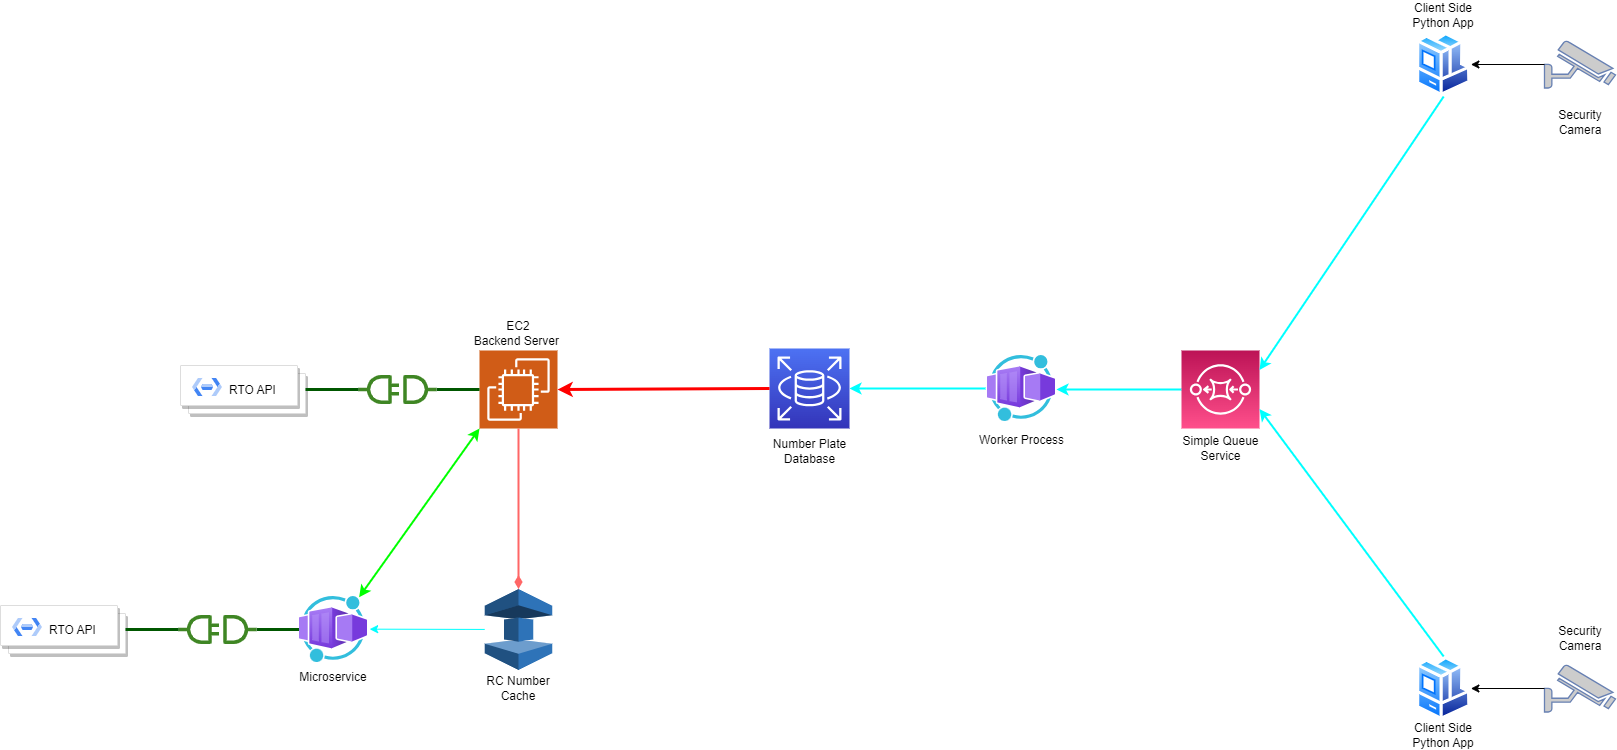 Client Side
Python App
Security
Camera
EC2
Backend Server
RTO API
Number Plate
Database
Worker Process
Simple Queue
Service
RTO API
Microservice
RC Number
Cache
Security
Camera
Client Side
Python App